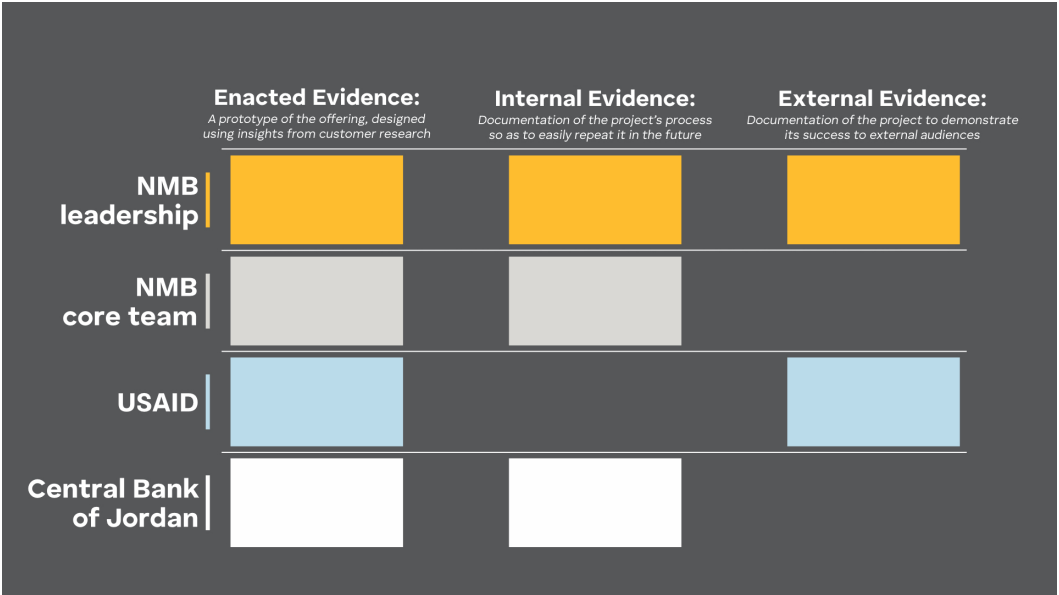 Enacted Evidence:
A prototype of the offering, designed
using insights from customer research
Internal Evidence:
Documentation of the project's process
so as to easily repeat it in the future
External Evidence:
Documentation of the project to demonstrate
its success to external audiences
NMB
leadership
NMB
core team
USAID
Central Bank
of Jordan